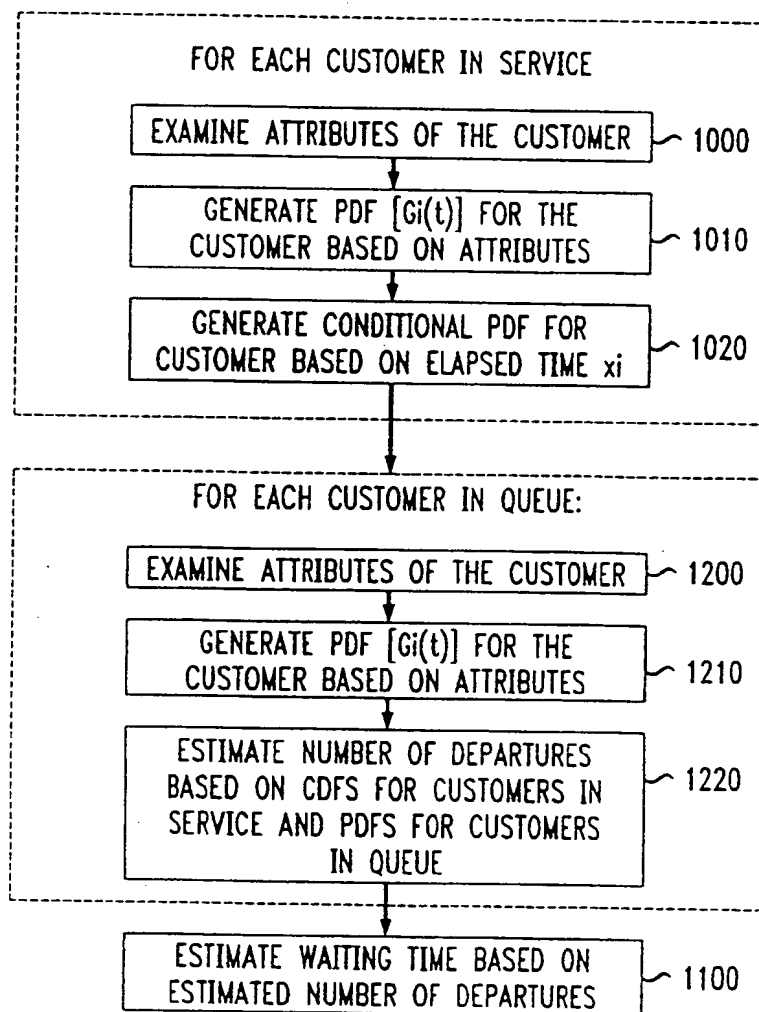 FOR EACH CUSTOMER IN SERVICE
EXAMINE ATTRIBUTES OF THE CUSTOMER
1000
GENERATE PDF [Gi(t)] FOR THE
CUSTOMER BASED ON ATTRIBUTES
1010
GENERATE CONDITIONAL PDF FOR
CUSTOMER BASED ON ELAPSED TIME xi
1020
FOR EACH CUSTOMER IN QUEUE:
EXAMINE ATTRIBUTES OF THE CUSTOMER
1200
GENERATE PDF [Gi(t)] FOR THE
CUSTOMER BASED ON ATTRIBUTES
1210
ESTIMATE NUMBER OF DEPARTURES
BASED ON CDFS FOR CUSTOMERS IN
SERVICE AND PDFS FOR CUSTOMERS
IN QUEUE
1220
ESTIMATE WAITING TIME BASED ON
ESTIMATED NUMBER OF DEPARTURES
1100